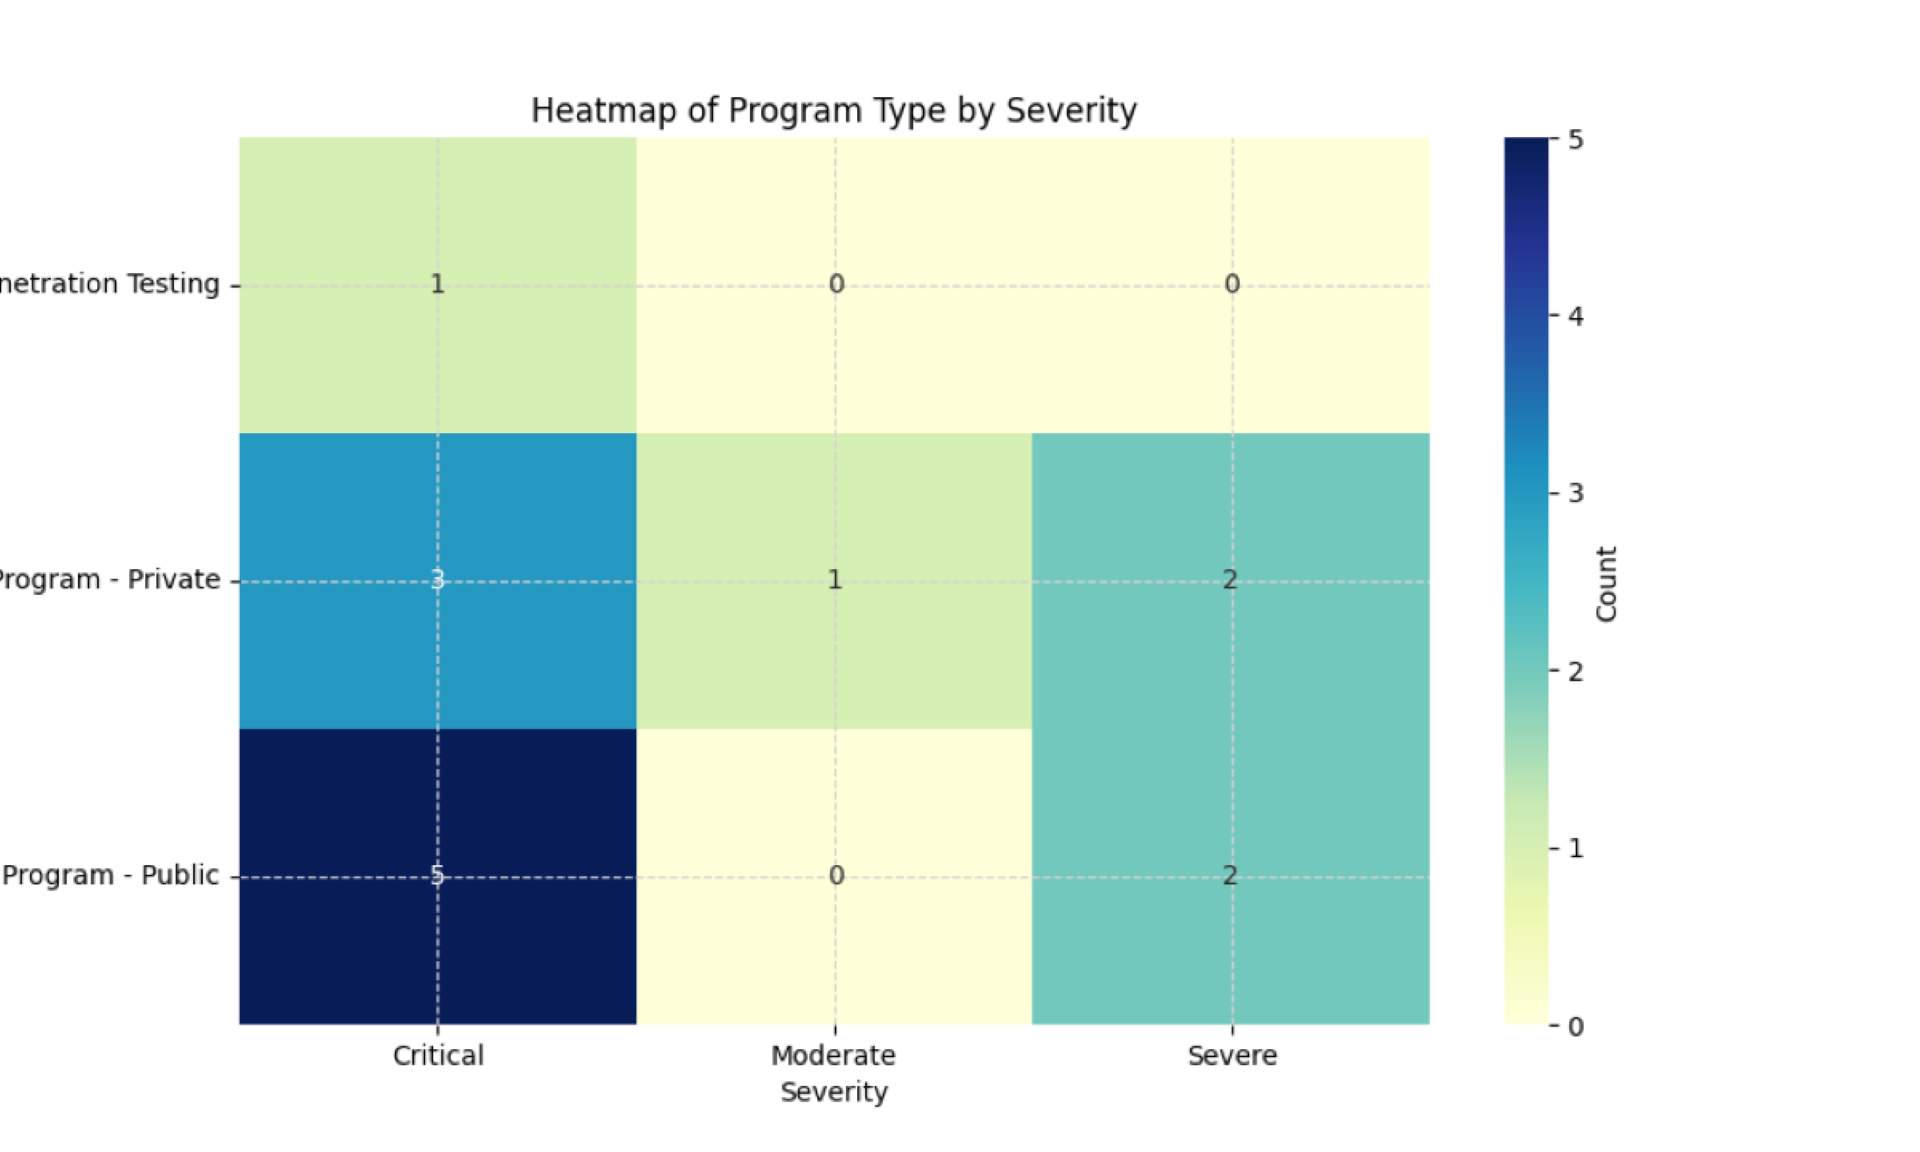 Heatmap of Program Type by Severity
netration Testing 1 0 0
Program - Private 3 1 2
Program - Public 5 0 2
Critical Moderate Severe
Severity
5
4
3
2
1
0
Count